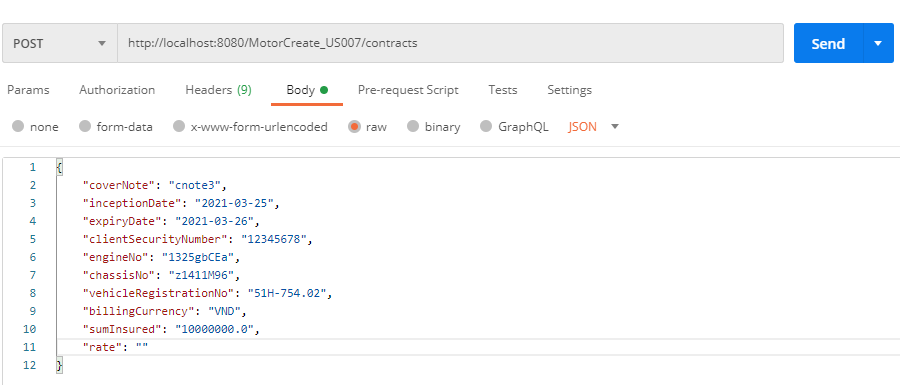 POST http://localhost:8080/MotorCreate_US007/contracts Send
Params Authorization Headers (9) Body Pre-request Script Tests Settings
none form-data x-www-form-urlencoded raw binary GraphQL JSON
1 {
2 "coverNote": "cnote3",
3 "inceptionDate": "2021-03-25",
4 "expiryDate": "2021-03-26",
5 "clientSecurityNumber": "12345678",
6 "engineNo": "1325gbCEa",
7 "chassisNo": "z1411M96",
8 "vehicleRegistrationNo": "51H-754.02",
9 "billingCurrency": "VND",
10 "sumInsured": "10000000.0",
11 "rate": ""
12 }